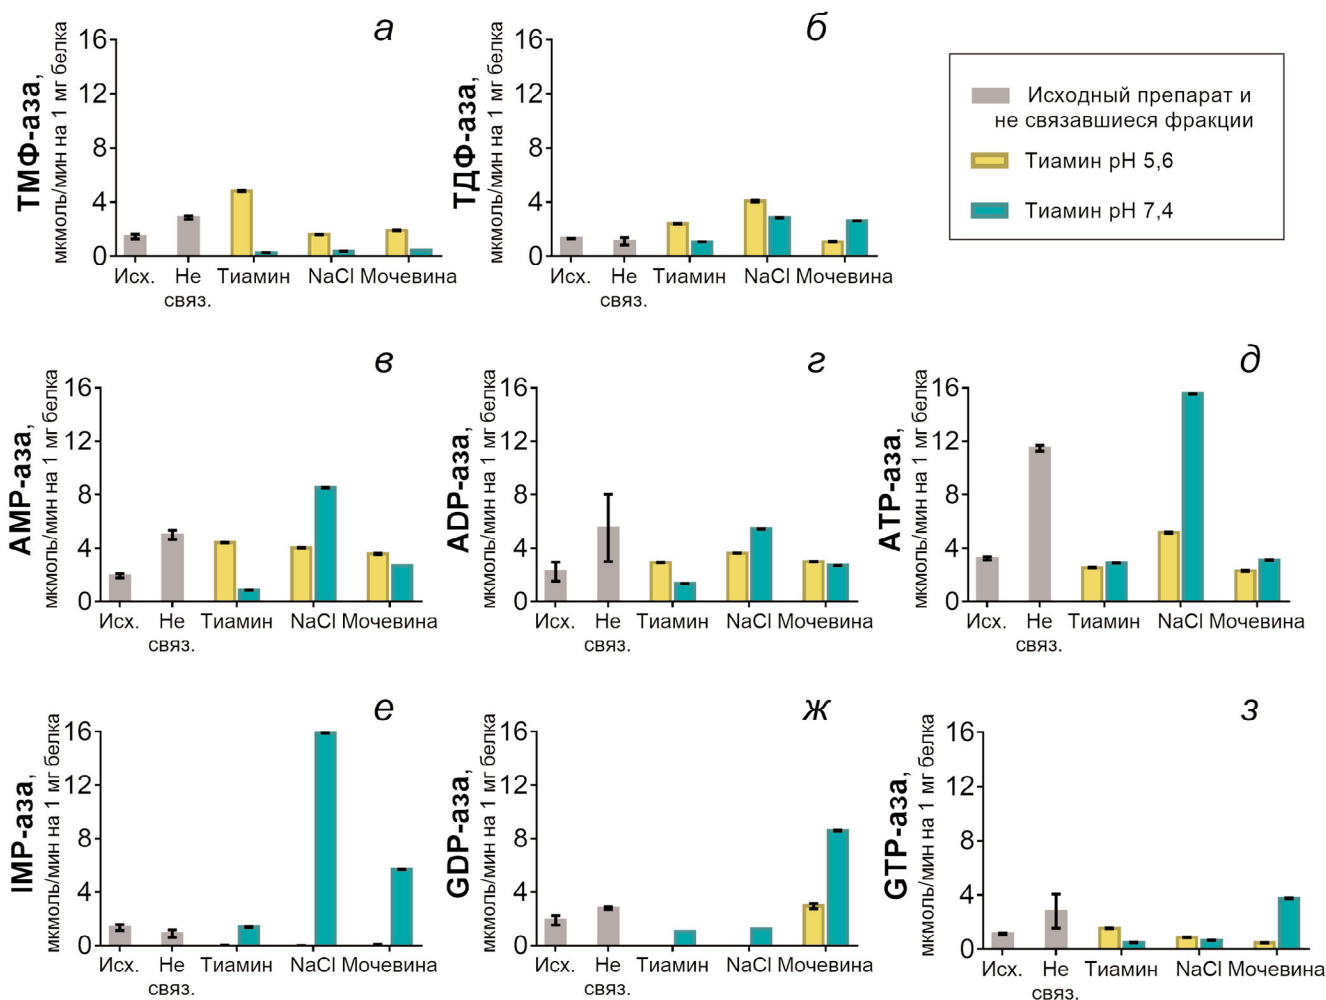 а
ТМФ-аза,
мкмоль/мин на 1 мг белка
16
12
8
4
0
Исх.
Не
связ.
Тиамин
NaCl
Мочевина
б
ТДФ-аза,
мкмоль/мин на 1 мг белка
16
12
8
4
0
Исх.
Не
связ.
Тиамин
NaCl
Мочевина
Исходный препарат и
не связавшиеся фракции
Тиамин pH 5,6
Тиамин pH 7,4
в
AMP-аза,
мкмоль/мин на 1 мг белка
16
12
8
4
0
Исх.
Не
связ.
Тиамин
NaCl
Мочевина
г
ADP-аза,
мкмоль/мин на 1 мг белка
16
12
8
4
0
Исх.
Не
связ.
Тиамин
NaCl
Мочевина
д
ATP-аза,
мкмоль/мин на 1 мг белка
16
12
8
4
0
Исх.
Не
связ.
Тиамин
NaCl
Мочевина
е
IMP-аза,
мкмоль/мин на 1 мг белка
16
12
8
4
0
Исх.
Не
связ.
Тиамин
NaCl
Мочевина
ж
GDP-аза,
мкмоль/мин на 1 мг белка
16
12
8
4
0
Исх.
Не
связ.
Тиамин
NaCl
Мочевина
з
GTP-аза,
мкмоль/мин на 1 мг белка
16
12
8
4
0
Исх.
Не
связ.
Тиамин
NaCl
Мочевина